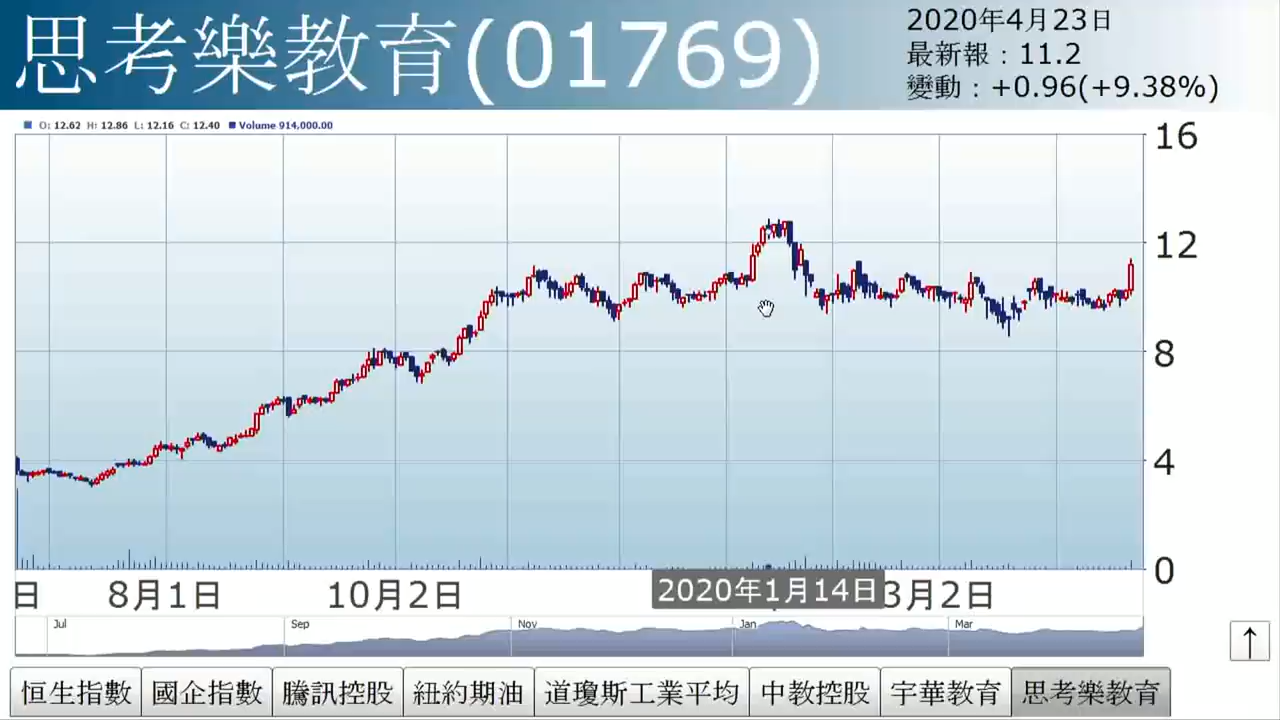 思考樂教育(01769)
2020年4月23日
最新報：11.2
變動：+0.96(+9.38%)
O: 12.62 H: 12.86 L: 12.16 C: 12.40 Volume 914,000.00
16
12
8
4
0
日 8月1日 10月2日 2020年1月14日 3月2日
Jul Sep Nov Jan Mar
↑
恒生指數 國企指數 騰訊控股 紐約期油 道瓊斯工業平均 中教控股 宇華教育 思考樂教育